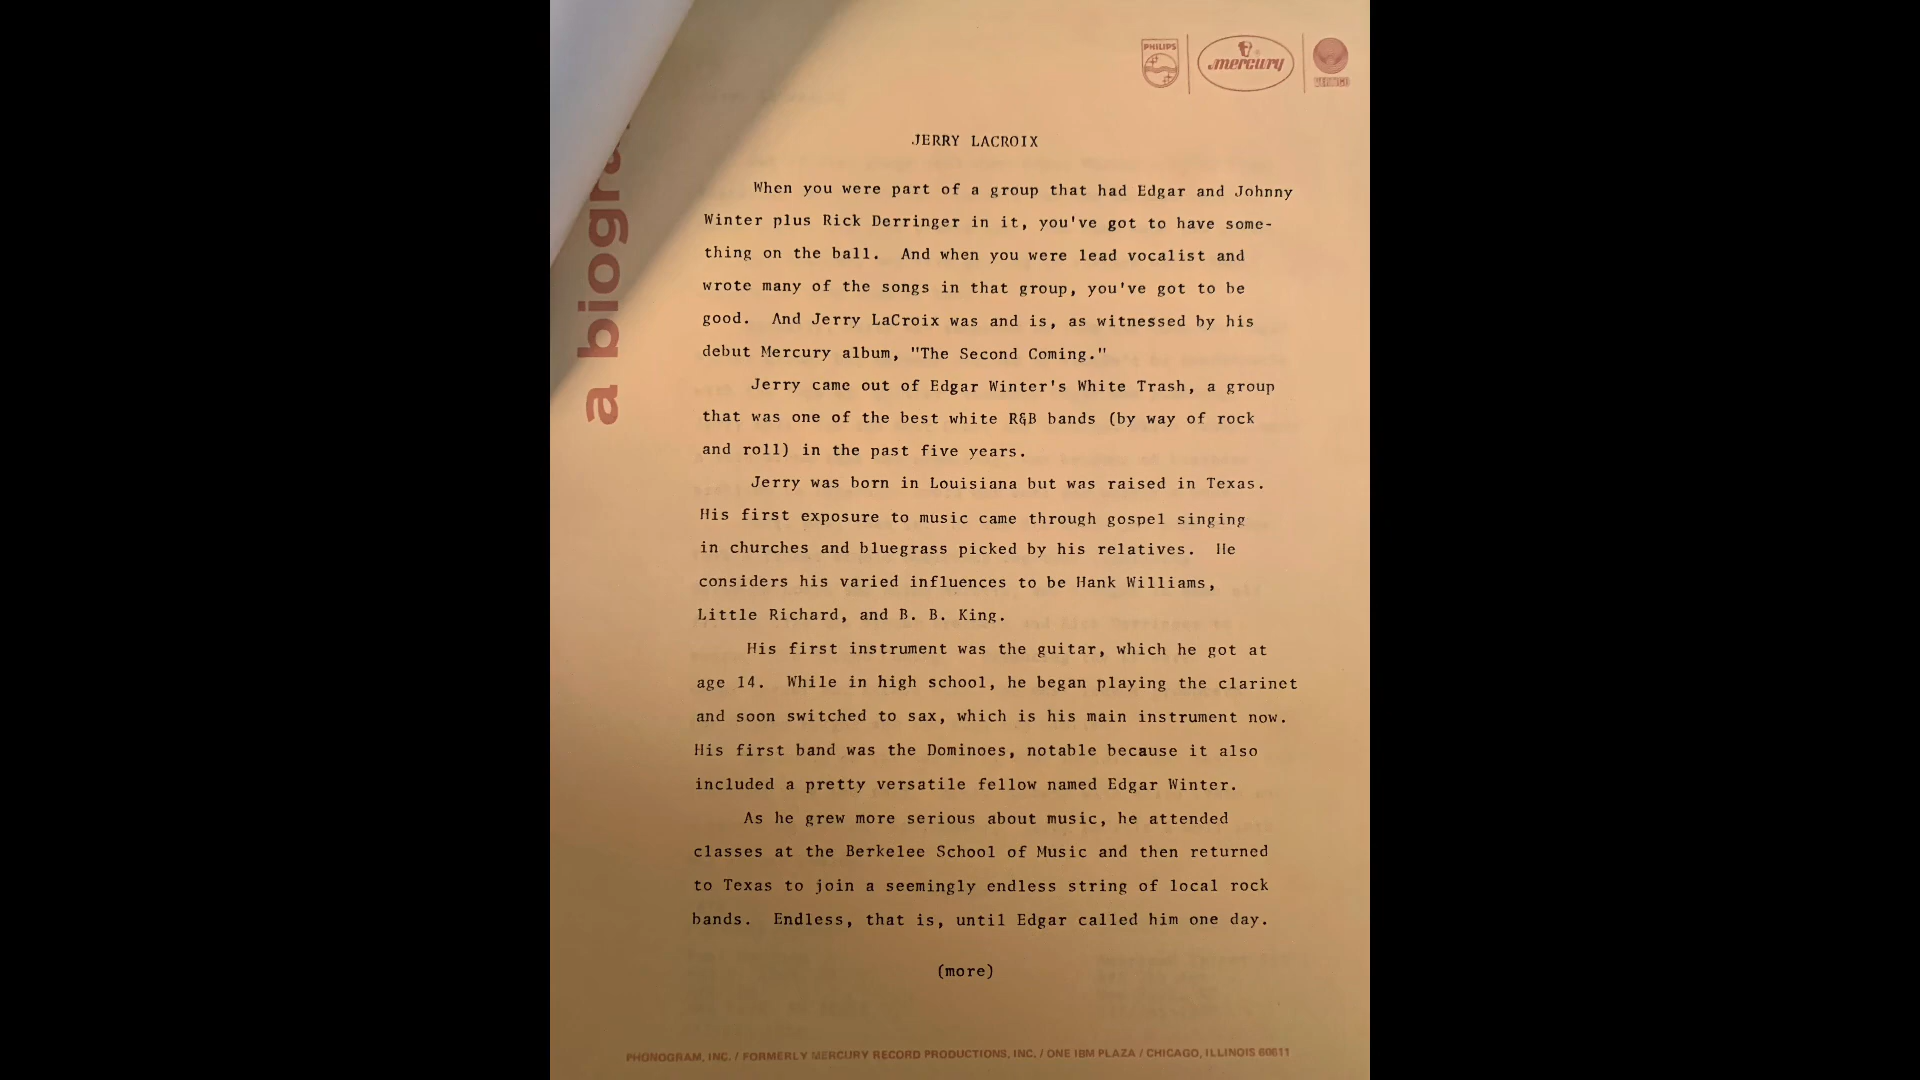 PHILIPS
mercury
VERTIGO
a biogra
JERRY LACROIX
When you were part of a group that had Edgar and Johnny
Winter plus Rick Derringer in it, you've got to have some-
thing on the ball. And when you were lead vocalist and
wrote many of the songs in that group, you've got to be
good. And Jerry LaCroix was and is, as witnessed by his
debut Mercury album, "The Second Coming."
Jerry came out of Edgar Winter's White Trash, a group
that was one of the best white R&B bands (by way of rock
and roll) in the past five years.
Jerry was born in Louisiana but was raised in Texas.
His first exposure to music came through gospel singing
in churches and bluegrass picked by his relatives. He
considers his varied influences to be Hank Williams,
Little Richard, and B. B. King.
His first instrument was the guitar, which he got at
age 14. While in high school, he began playing the clarinet
and soon switched to sax, which is his main instrument now.
His first band was the Dominoes, notable because it also
included a pretty versatile fellow named Edgar Winter.
As he grew more serious about music, he attended
classes at the Berkelee School of Music and then returned
to Texas to join a seemingly endless string of local rock
bands. Endless, that is, until Edgar called him one day.
(more)
PHONOGRAM, INC. / FORMERLY MERCURY RECORD PRODUCTIONS, INC. / ONE IBM PLAZA / CHICAGO, ILLINOIS 60611